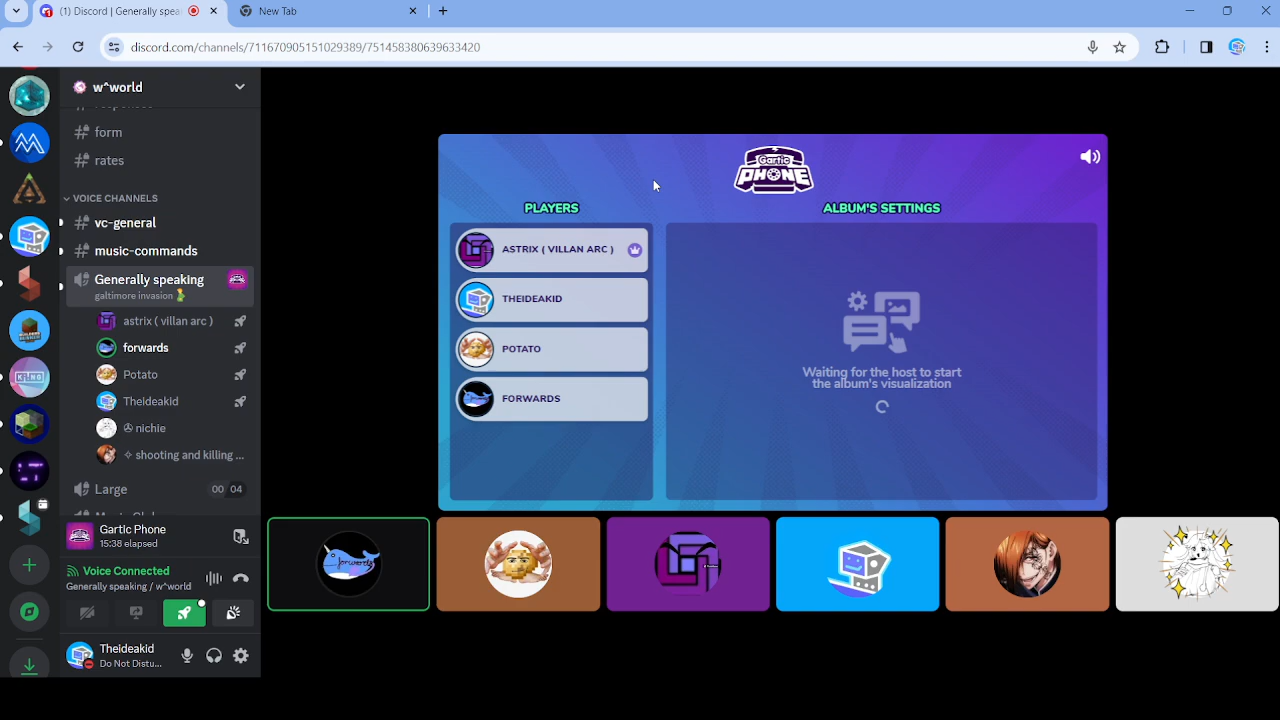 (1) Discord | Generally spea
New Tab
discord.com/channels/711670905151029389/751458380639633420
w^world
form
rates
VOICE CHANNELS
vc-general
music-commands
Generally speaking
galtimore invasion
astrix ( villan arc )
forwards
Potato
Theideakid
nichie
shooting and killing ...
Large
00 04
Gartic Phone
15:38 elapsed
Voice Connected
Generally speaking / w^world
Theideakid
Do Not Distu...
Gartic
PHONE
PLAYERS
ASTRIX ( VILLAN ARC )
THEIDEAKID
POTATO
FORWARDS
ALBUM'S SETTINGS
Waiting for the host to start
the album's visualization
forwards